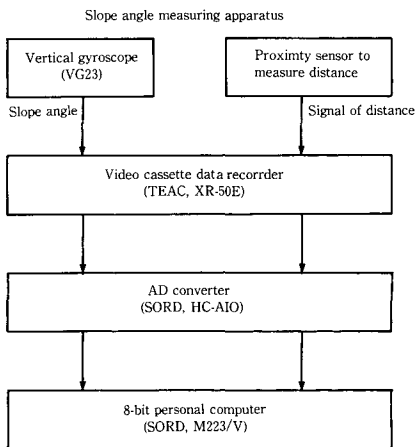 Slope angle measuring apparatus
Vertical gyroscope
(VG23)
Proximty sensor to
measure distance
Slope angle
Signal of distance
Video cassette data recorrder
(TEAC, XR-50E)
AD converter
(SORD, HC-AIO)
8-bit personal computer
(SORD, M223/V)